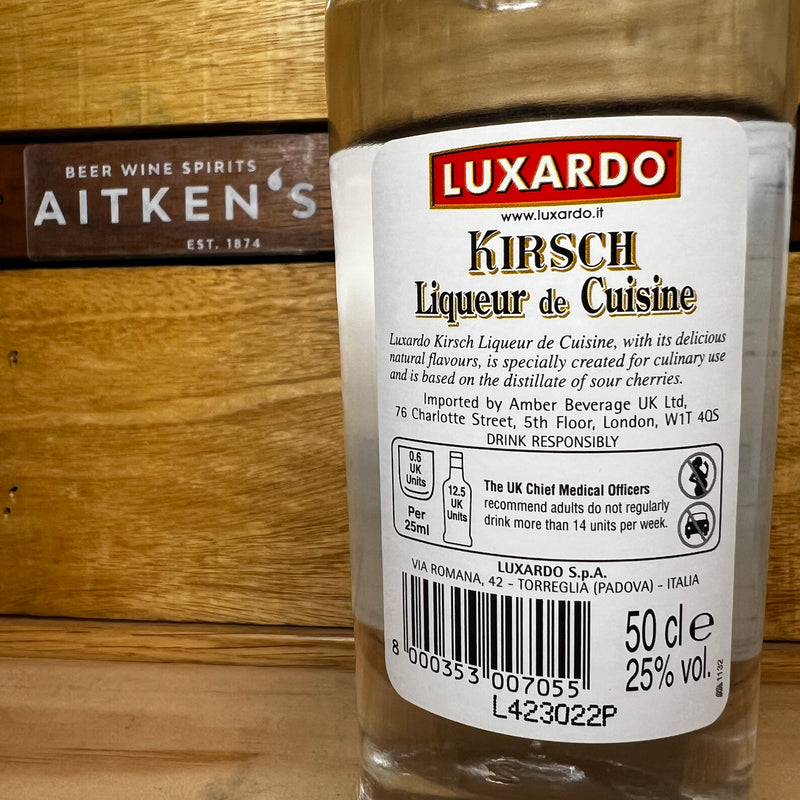 BEER WINE SPIRITS
AITKEN'S
EST. 1874
LUXARDO®
www.luxardo.it
KIRSCH
Liqueur de Cuisine
Luxardo Kirsch Liqueur de Cuisine, with its delicious
natural flavours, is specially created for culinary use
and is based on the distillate of sour cherries.
Imported by Amber Beverage UK Ltd,
76 Charlotte Street, 5th Floor, London, W1T 4QS
DRINK RESPONSIBLY
0.6
UK
Units
Per
25ml
12.5
UK
Units
The UK Chief Medical Officers
recommend adults do not regularly
drink more than 14 units per week.
LUXARDO S.p.A.
VIA ROMANA, 42 - TORREGLIA (PADOVA) - ITALIA
8 000353 007055
50 cl e
25% vol.
1132
L423022P